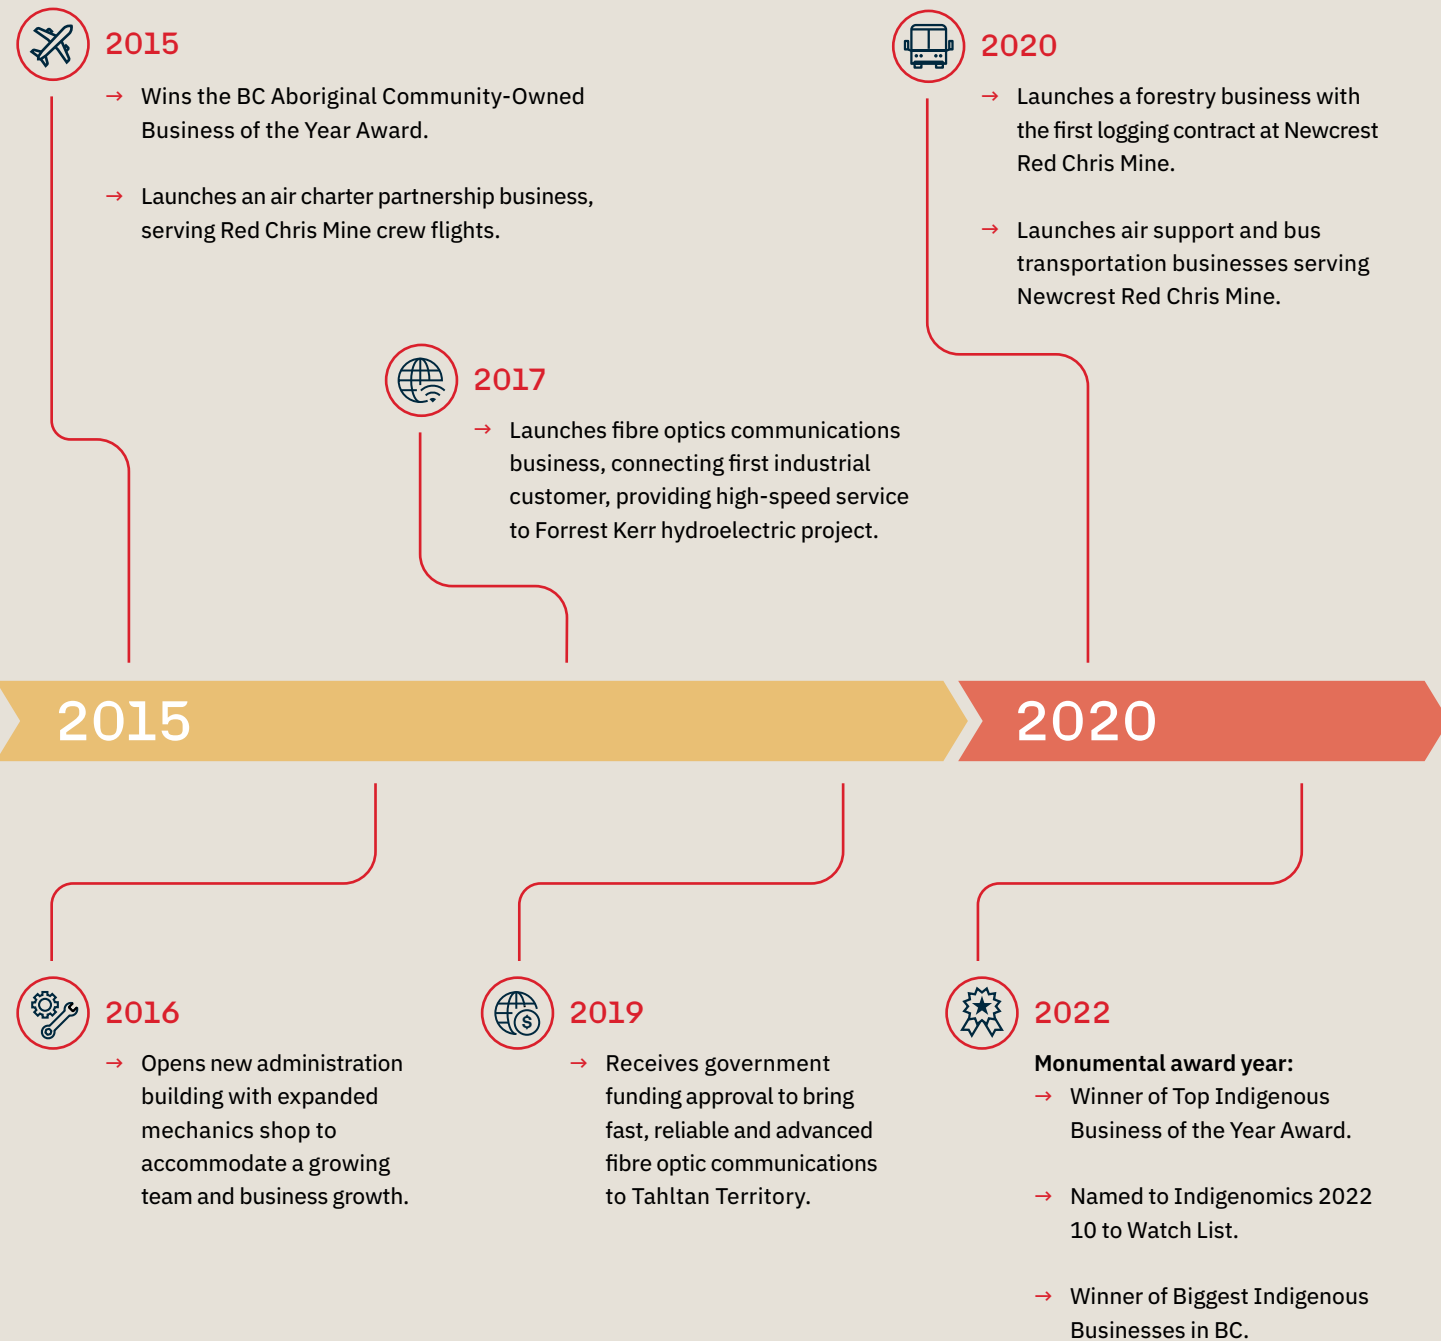 2015
→ Wins the BC Aboriginal Community-Owned
Business of the Year Award.
→ Launches an air charter partnership business,
serving Red Chris Mine crew flights.
2017
→ Launches fibre optics communications
business, connecting first industrial
customer, providing high-speed service
to Forrest Kerr hydroelectric project.
2020
→ Launches a forestry business with
the first logging contract at Newcrest
Red Chris Mine.
→ Launches air support and bus
transportation businesses serving
Newcrest Red Chris Mine.
2015
2020
2016
→ Opens new administration
building with expanded
mechanics shop to
accommodate a growing
team and business growth.
$
2019
→ Receives government
funding approval to bring
fast, reliable and advanced
fibre optic communications
to Tahltan Territory.
2022
Monumental award year:
→ Winner of Top Indigenous
Business of the Year Award.
→ Named to Indigenomics 2022
10 to Watch List.
→ Winner of Biggest Indigenous
Businesses in BC.